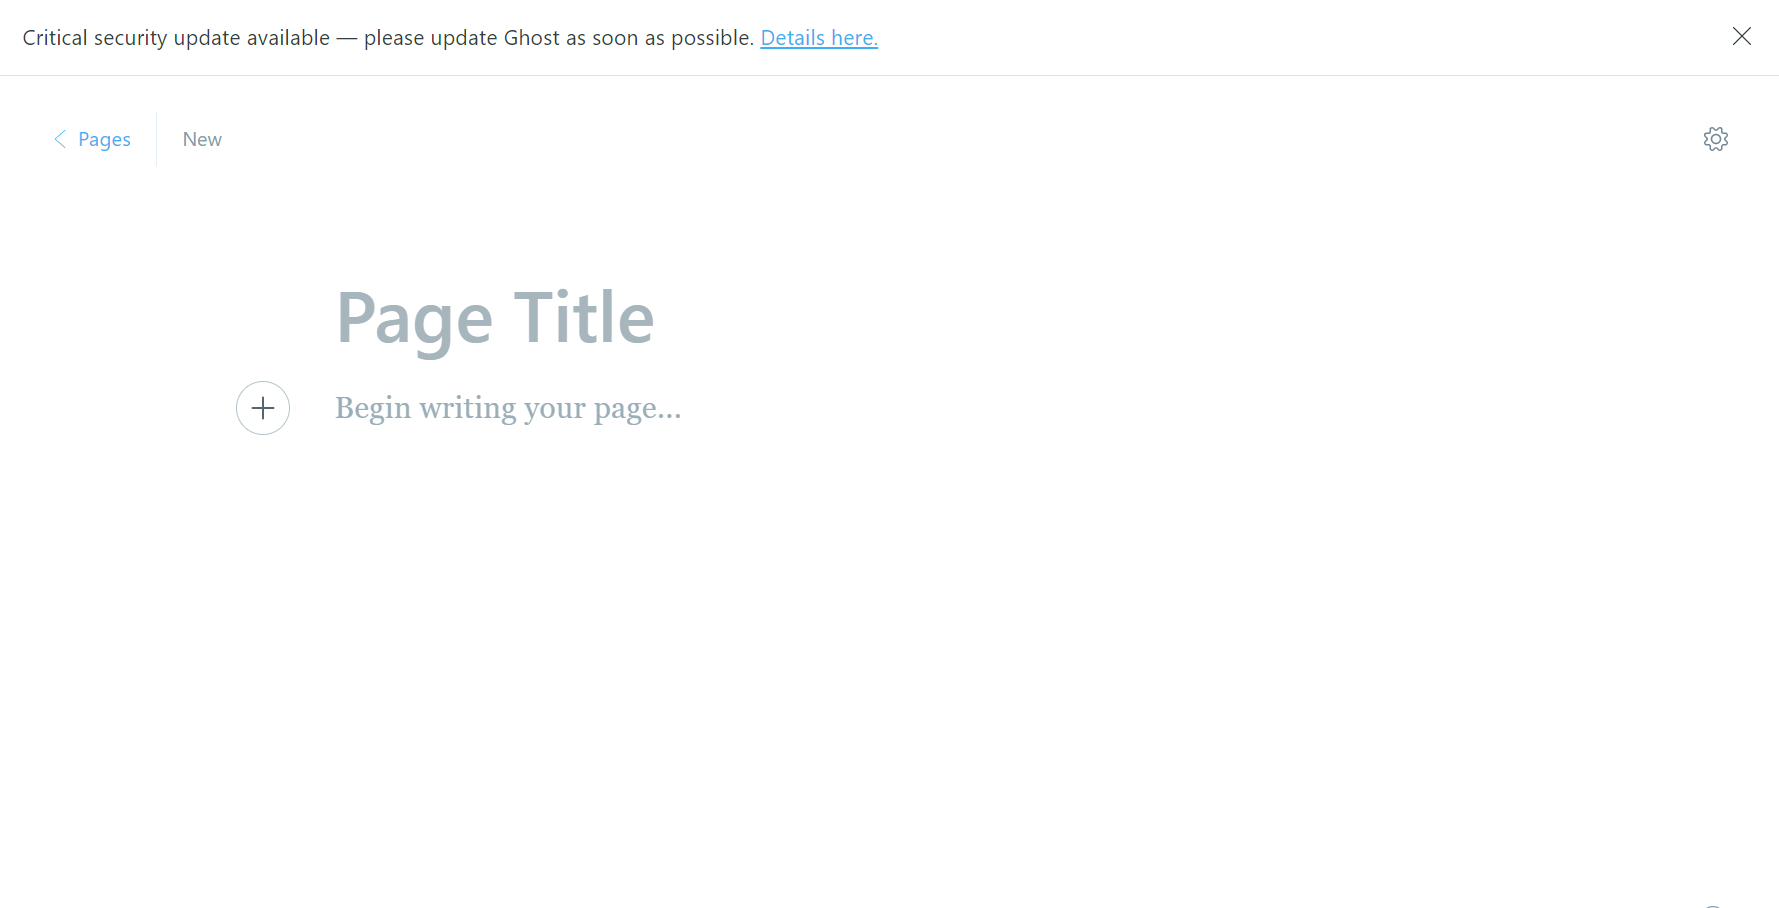 Critical security update available — please update Ghost as soon as possible. Details here.
Pages
New
Page Title
Begin writing your page...